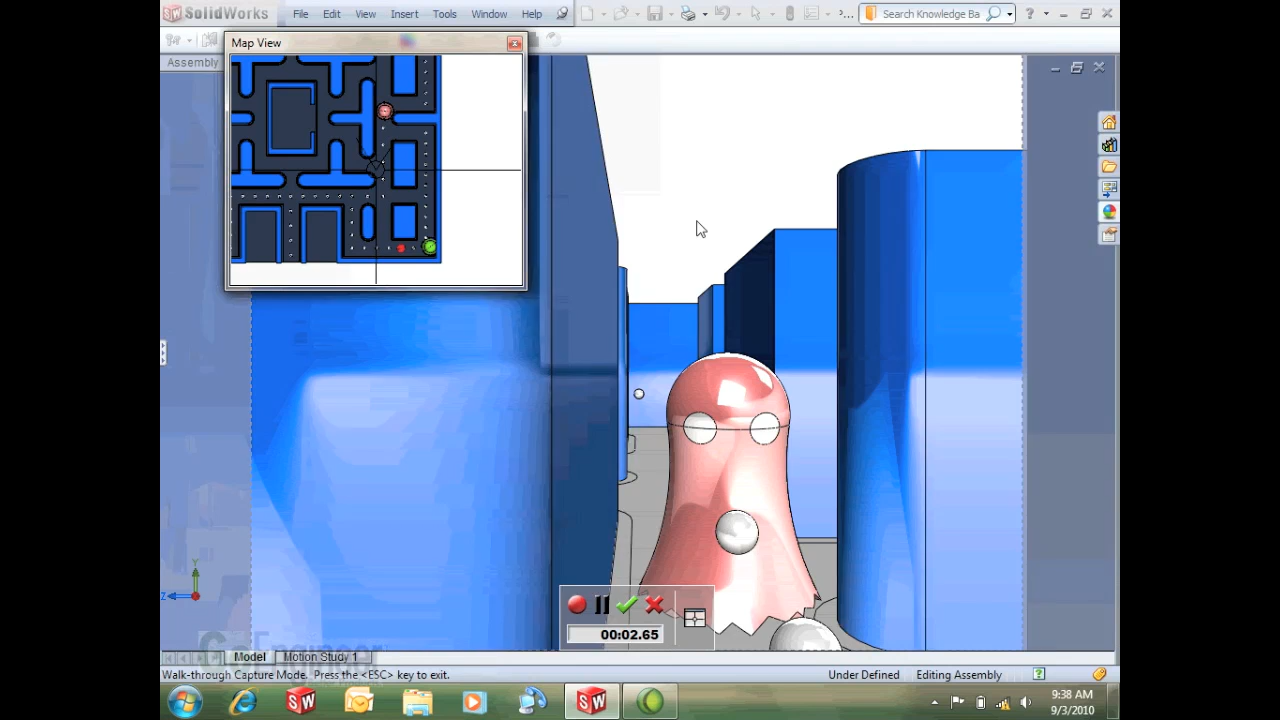 SolidWorks File Edit View Insert Tools Window Help Search Knowledge Ba
Map View
Assembly
Y
Z
00:02.65
GoEngineer
Model Motion Study 1
Walk-through Capture Mode. Press the <ESC> key to exit. Under Defined Editing Assembly
9:38 AM
9/3/2010